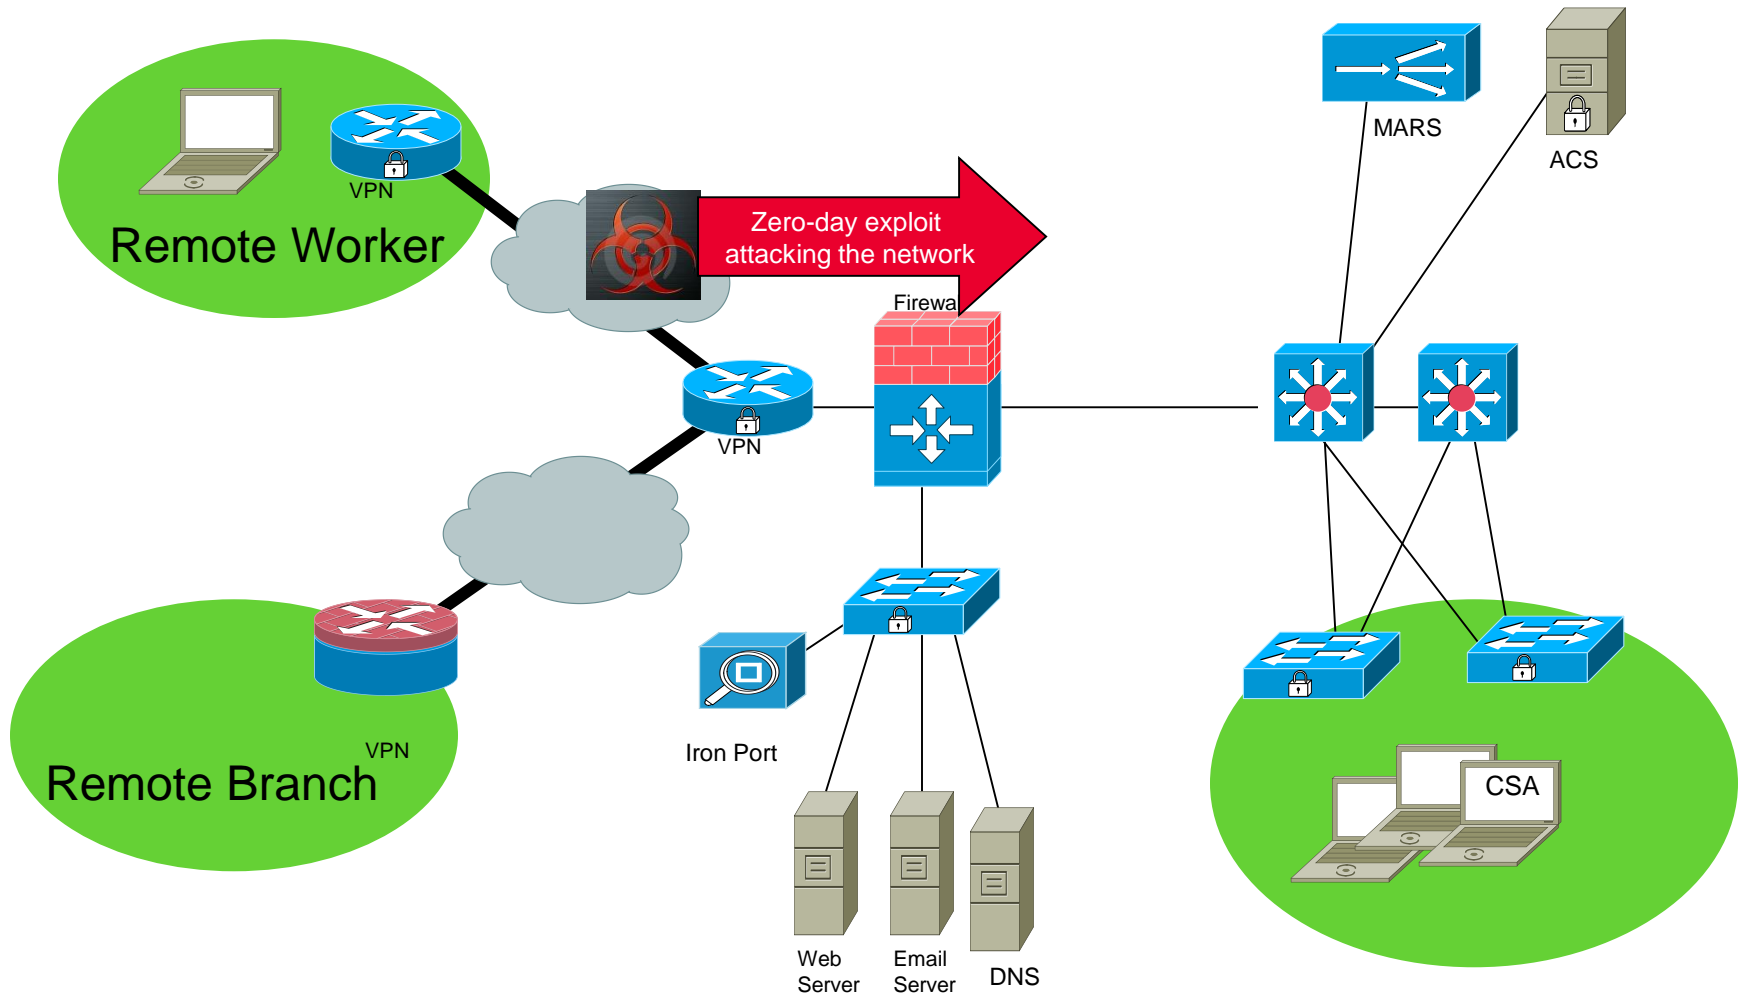 MARS
ACS
VPN
Remote Worker
Zero-day exploit
attacking the network
Firewa
VPN
VPN
Remote Branch
Iron Port
CSA
Web
Server
Email
Server
DNS